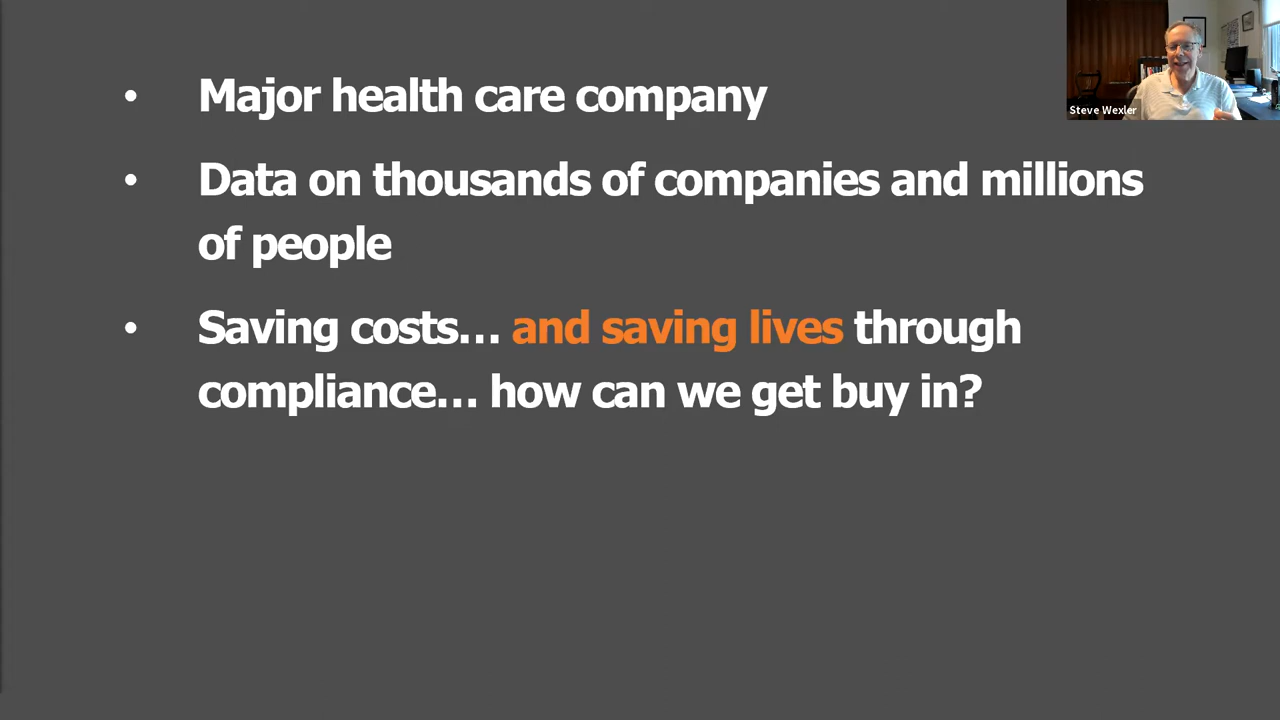 • Major health care company
• Data on thousands of companies and millions
of people
• Saving costs… and saving lives through
compliance… how can we get buy in?
Steve Wexler